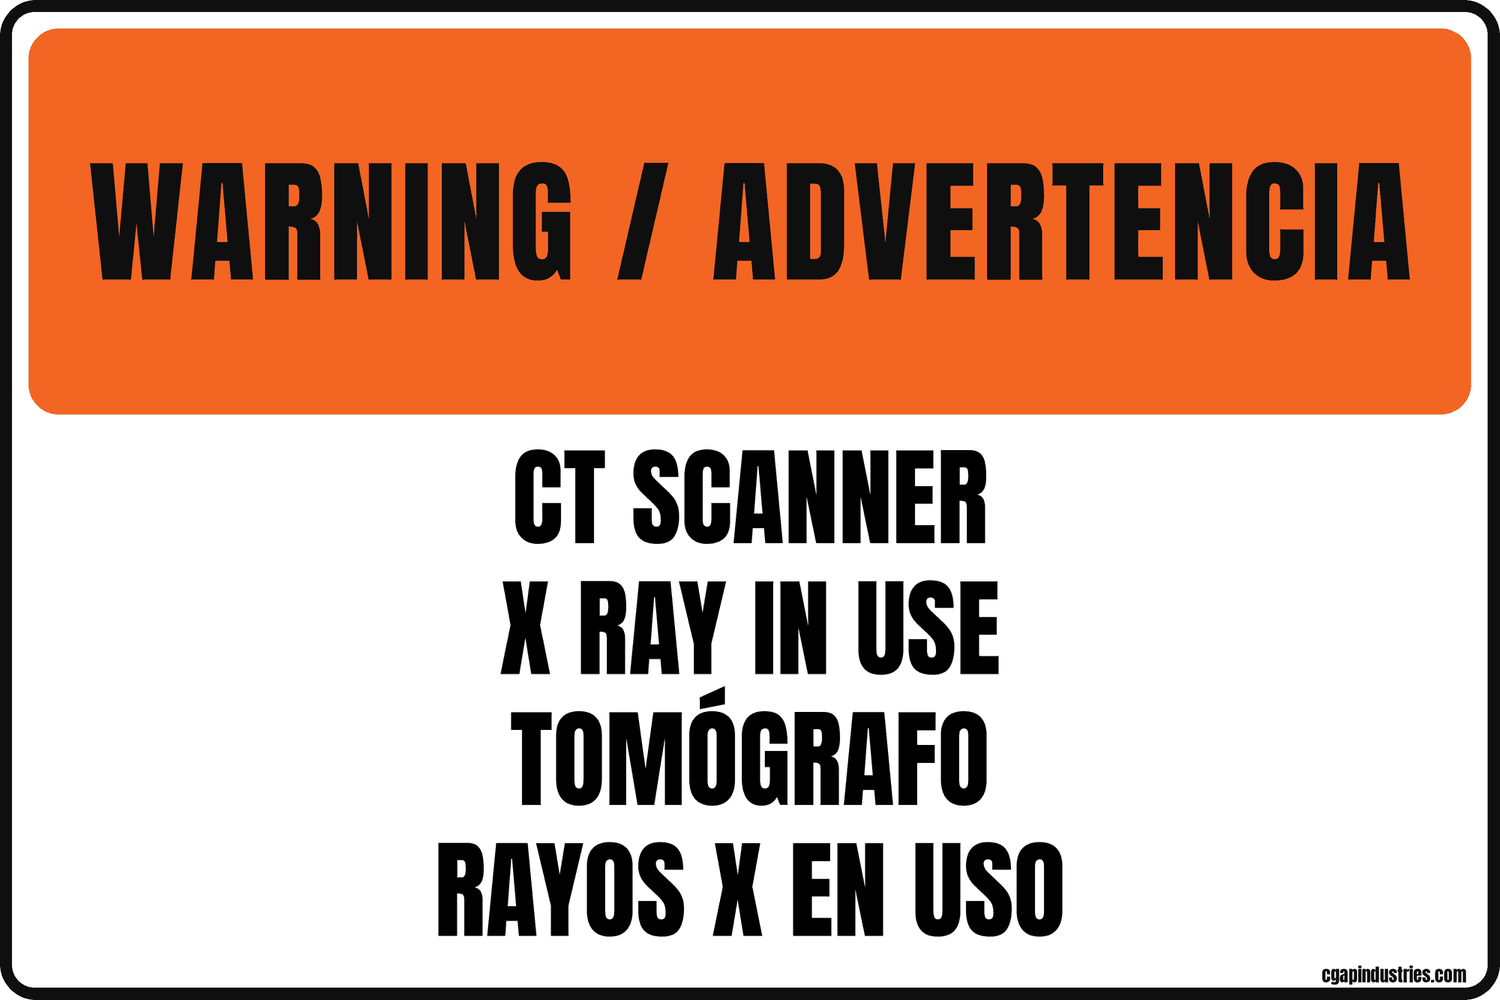 WARNING / ADVERTENCIA
CT SCANNER
X RAY IN USE
TOMÓGRAFO
RAYOS X EN USO
cgapindustries.com